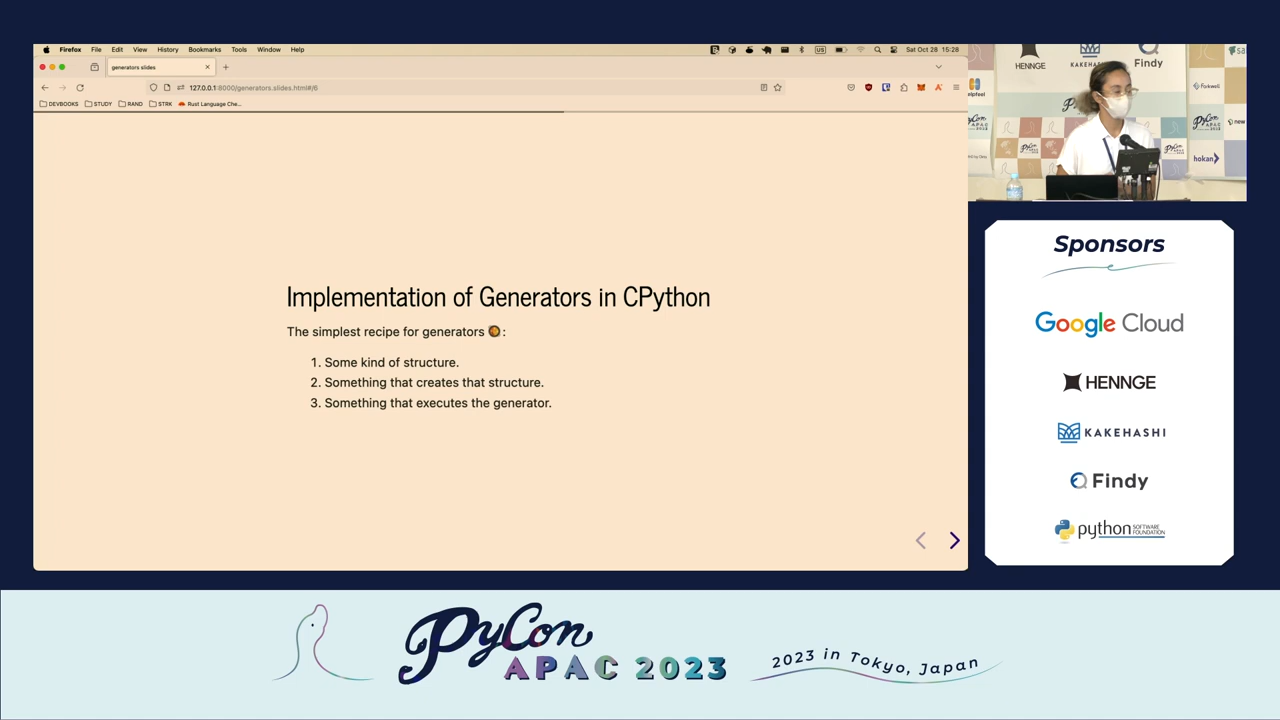 Firefox File Edit View History Bookmarks Tools Window Help
US
Sat Oct 28 15:28
generators slides
127.0.0.1:8000/generators.slides.html#/6
DEVBOOKS STUDY RAND STRK Rust Language Che...
Implementation of Generators in CPython
The simplest recipe for generators 🥘:
1. Some kind of structure.
2. Something that creates that structure.
3. Something that executes the generator.
HENNGE
KAKEHASHI
Findy
hokan
Sponsors
Google Cloud
HENNGE
KAKEHASHI
Findy
python SOFTWARE FOUNDATION
PyCon
APAC 2023
2023 in Tokyo, Japan